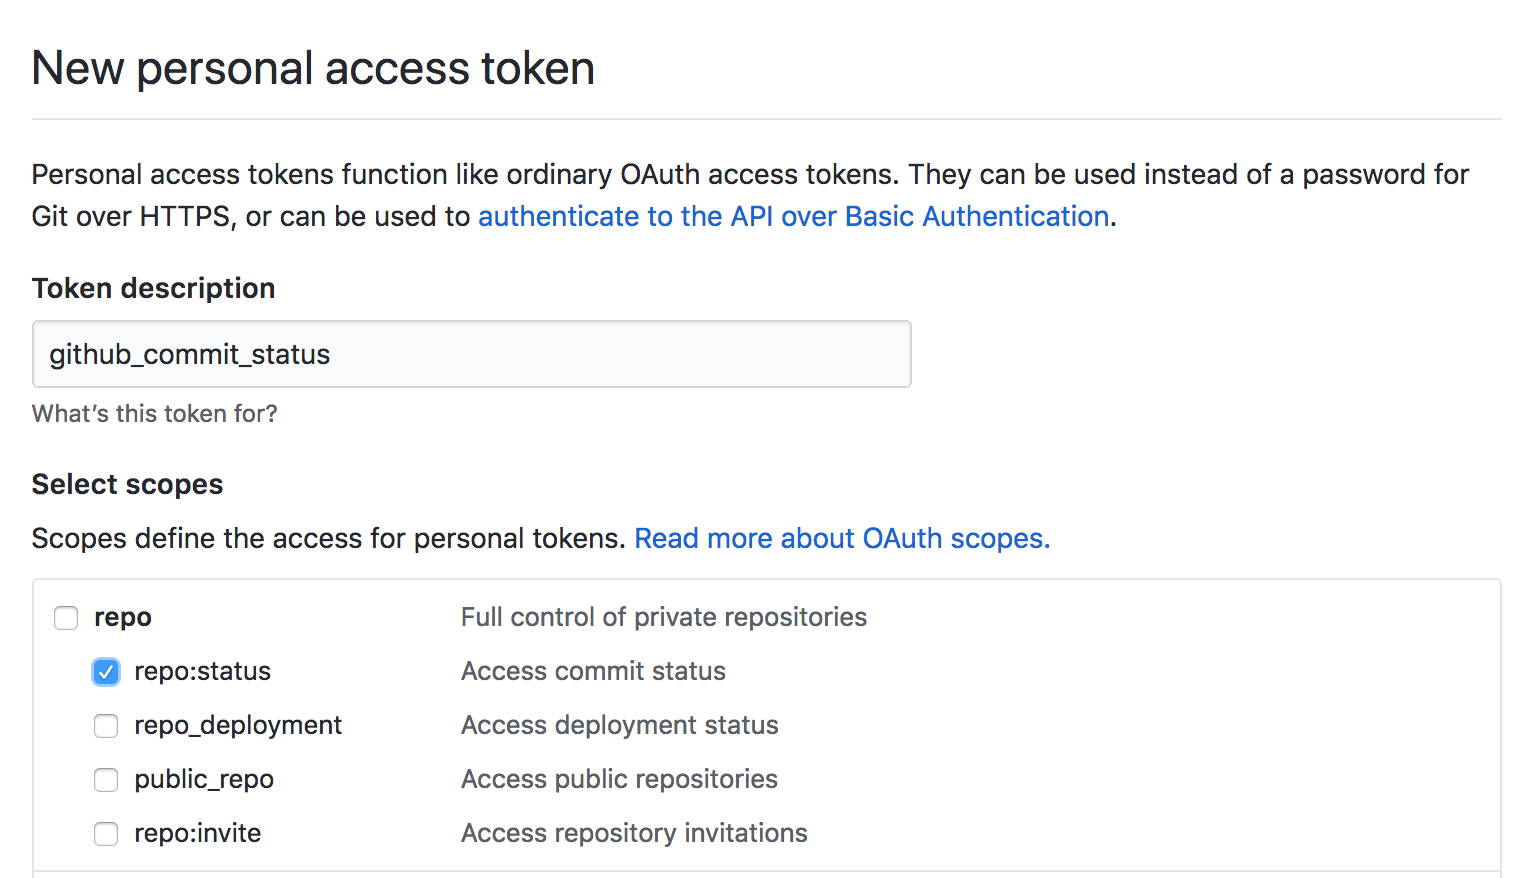 New personal access token
Personal access tokens function like ordinary OAuth access tokens. They can be used instead of a password for
Git over HTTPS, or can be used to authenticate to the API over Basic Authentication.
Token description
github_commit_status
What’s this token for?
Select scopes
Scopes define the access for personal tokens. Read more about OAuth scopes.
repo Full control of private repositories
repo:status Access commit status
repo_deployment Access deployment status
public_repo Access public repositories
repo:invite Access repository invitations